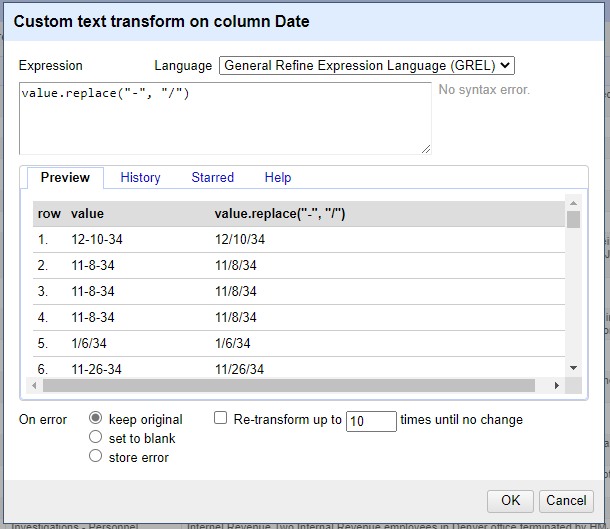 Custom text transform on column Date
Expression Language General Refine Expression Language (GREL)
value.replace("-", "/")
No syntax error.
Preview History Starred Help
row value value.replace("-", "/")
1. 12-10-34 12/10/34
2. 11-8-34 11/8/34
3. 11-8-34 11/8/34
4. 11-8-34 11/8/34
5. 1/6/34 1/6/34
6. 11-26-34 11/26/34
On error keep original Re-transform up to 10 times until no change
set to blank
store error
OK Cancel
Investigations - Personnel Internal Revenue Two Internal Revenue employees in Denver office terminated by HM